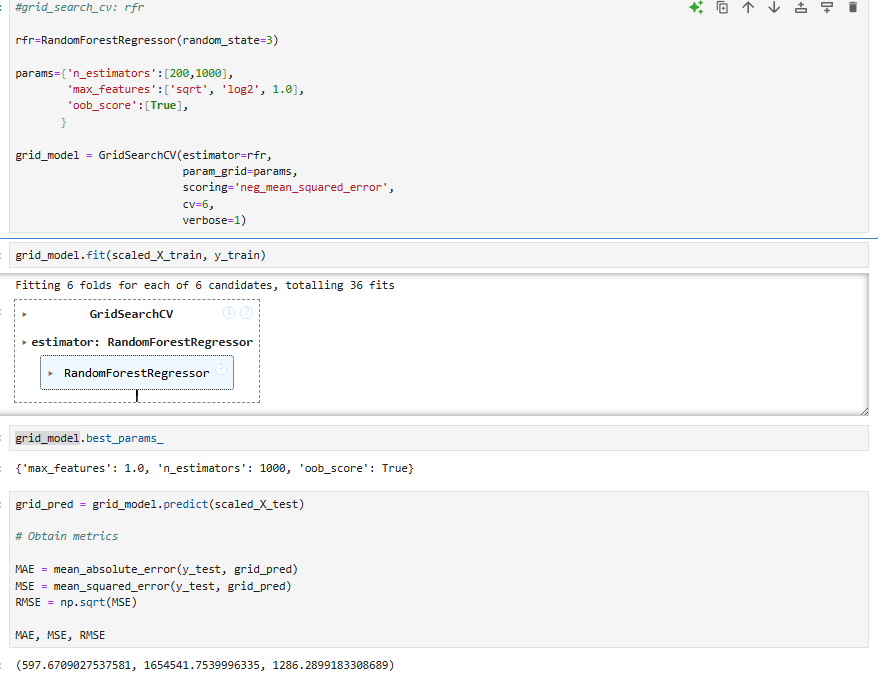 #grid_search_cv: rfr
rfr=RandomForestRegressor(random_state=3)
params={'n_estimators':[200,1000],
'max_features':['sqrt', 'log2', 1.0],
'oob_score':[True],
}
grid_model = GridSearchCV(estimator=rfr,
param_grid=params,
scoring='neg_mean_squared_error',
cv=6,
verbose=1)
grid_model.fit(scaled_X_train, y_train)
Fitting 6 folds for each of 6 candidates, totalling 36 fits
GridSearchCV
estimator: RandomForestRegressor
RandomForestRegressor
grid_model.best_params_
{'max_features': 1.0, 'n_estimators': 1000, 'oob_score': True}
grid_pred = grid_model.predict(scaled_X_test)
# Obtain metrics
MAE = mean_absolute_error(y_test, grid_pred)
MSE = mean_squared_error(y_test, grid_pred)
RMSE = np.sqrt(MSE)
MAE, MSE, RMSE
(597.6709027537581, 1654541.7539996335, 1286.2899183308689)